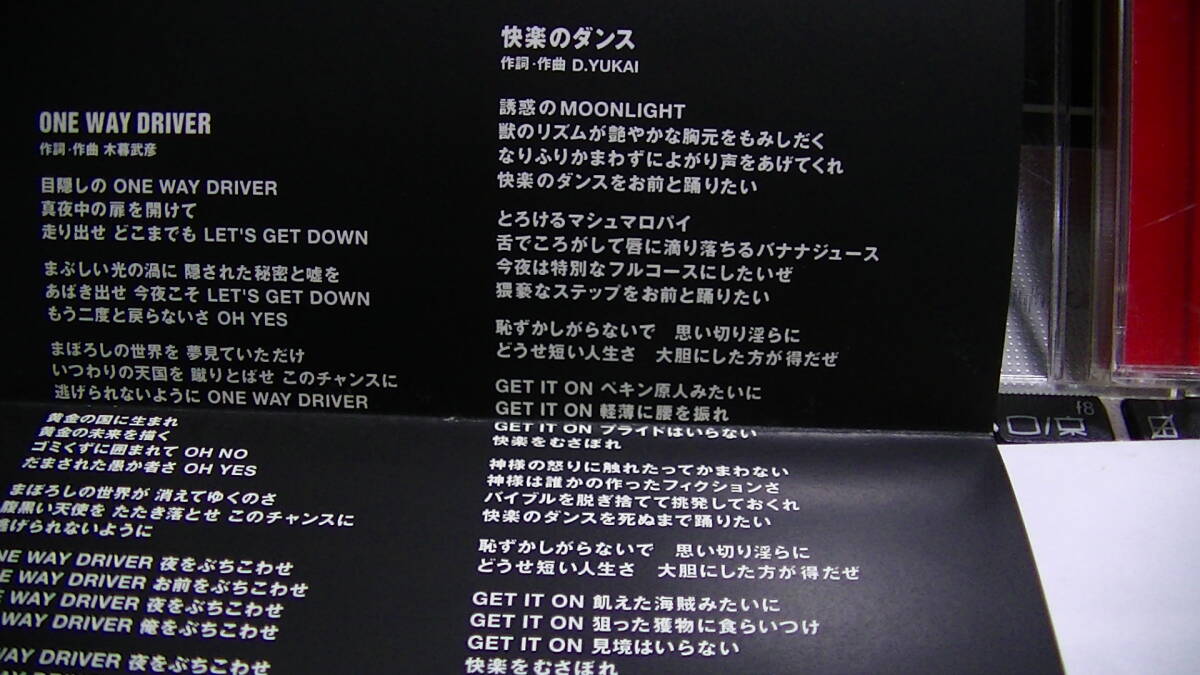 ONE WAY DRIVER
作詞・作曲 木暮武彦
目隠しの ONE WAY DRIVER
真夜中の扉を開けて
走り出せ どこまでも LET'S GET DOWN
まぶしい光の渦に 隠された秘密と嘘を
あばき出せ 今夜こそ LET'S GET DOWN
もう二度と戻らないさ OH YES
まぼろしの世界を 夢見ていただけ
いつわりの天国を 蹴りとばせ このチャンスに
逃げられないように ONE WAY DRIVER
黄金の国に生まれ
黄金の未来を描く
ゴミくずに囲まれて OH NO
だまされた愚か者さ OH YES
まぼろしの世界が 消えてゆくのさ
腹黒い天使を たたき落とせ このチャンスに
逃げられないように
NE WAY DRIVER 夜をぶちこわせ
E WAY DRIVER お前をぶちこわせ
WAY DRIVER 夜をぶちこわせ
WAY DRIVER 俺をぶちこわせ
WAY DRIVER 夜をぶちこわせ
快楽のダンス
作詞・作曲 D.YUKAI
誘惑のMOONLIGHT
獣のリズムが艶やかな胸元をもみしだく
なりふりかまわずによがり声をあげてくれ
快楽のダンスをお前と踊りたい
とろけるマシュマロパイ
舌でころがして唇に滴り落ちるバナナジュース
今夜は特別なフルコースにしたいぜ
猥褻なステップをお前と踊りたい
恥ずかしがらないで 思い切り淫らに
どうせ短い人生さ 大胆にした方が得だぜ
GET IT ON ペキン原人みたいに
GET IT ON 軽薄に腰を振れ
GET IT ON プライドはいらない
快楽をむさぼれ
神様の怒りに触れたってかまわない
神様は誰かの作ったフィクションさ
バイブルを脱ぎ捨てて挑発しておくれ
快楽のダンスを死ぬまで踊りたい
恥ずかしがらないで 思い切り淫らに
どうせ短い人生さ 大胆にした方が得だぜ
GET IT ON 飢えた海賊みたいに
GET IT ON 狙った獲物に食らいつけ
GET IT ON 見境はいらない
快楽をむさぼれ
f8